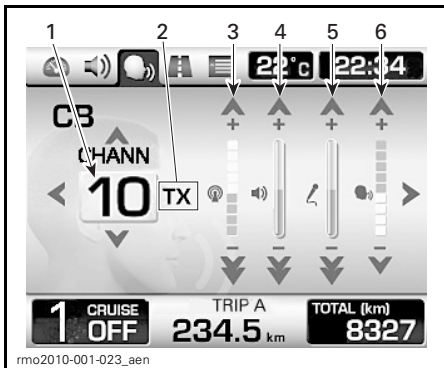 1 2 3 4 5 6
22°c 22:34
CB
+ + + +
CHANN
10 TX
− − − −
1 CRUISE OFF
TRIP A
234.5 km
TOTAL (km)
8327
rmo2010-001-023_aen